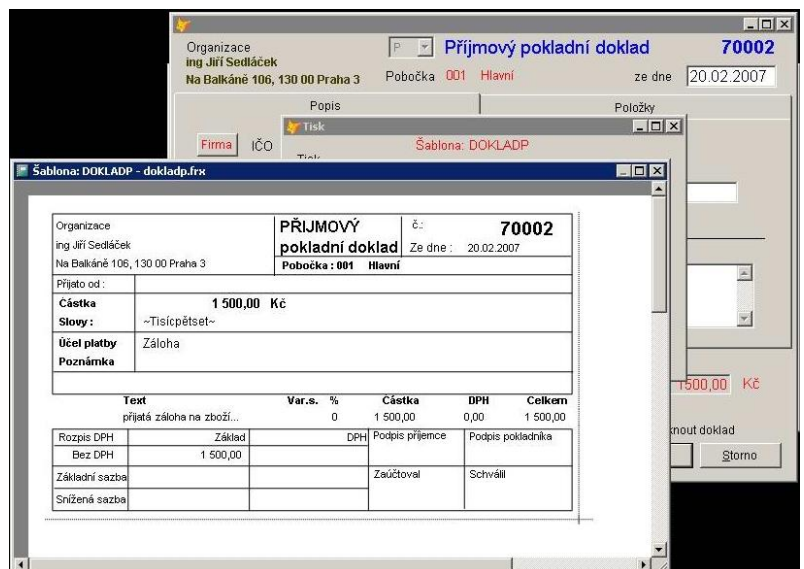 Organizace
ing Jiří Sedláček
Na Balkáně 106, 130 00 Praha 3
P
Příjmový pokladní doklad
70002
Pobočka 001 Hlavní
ze dne 20.02.2007
Popis
Položky
Firma IČO
Tisk
Šablona: DOKLADP
Tisk
Šablona: DOKLADP - dokladp.frx
Organizace
ing Jiří Sedláček
Na Balkáně 106, 130 00 Praha 3
PŘIJMOVÝ
pokladní doklad
č.: 70002
Ze dne : 20.02.2007
Pobočka : 001 Hlavní
Přijato od :
Částka 1 500,00 Kč
Slovy : ~Tisícpětset~
Účel platby Záloha
Poznámka
Text Var.s. % Částka DPH Celkem
přijatá záloha na zboží... 0 1 500,00 0,00 1 500,00
Rozpis DPH Základ DPH Podpis příjemce Podpis pokladníka
Bez DPH 1 500,00
Základní sazba Zaúčtoval Schválil
Snížená sazba
1500,00 Kč
knout doklad
Storno